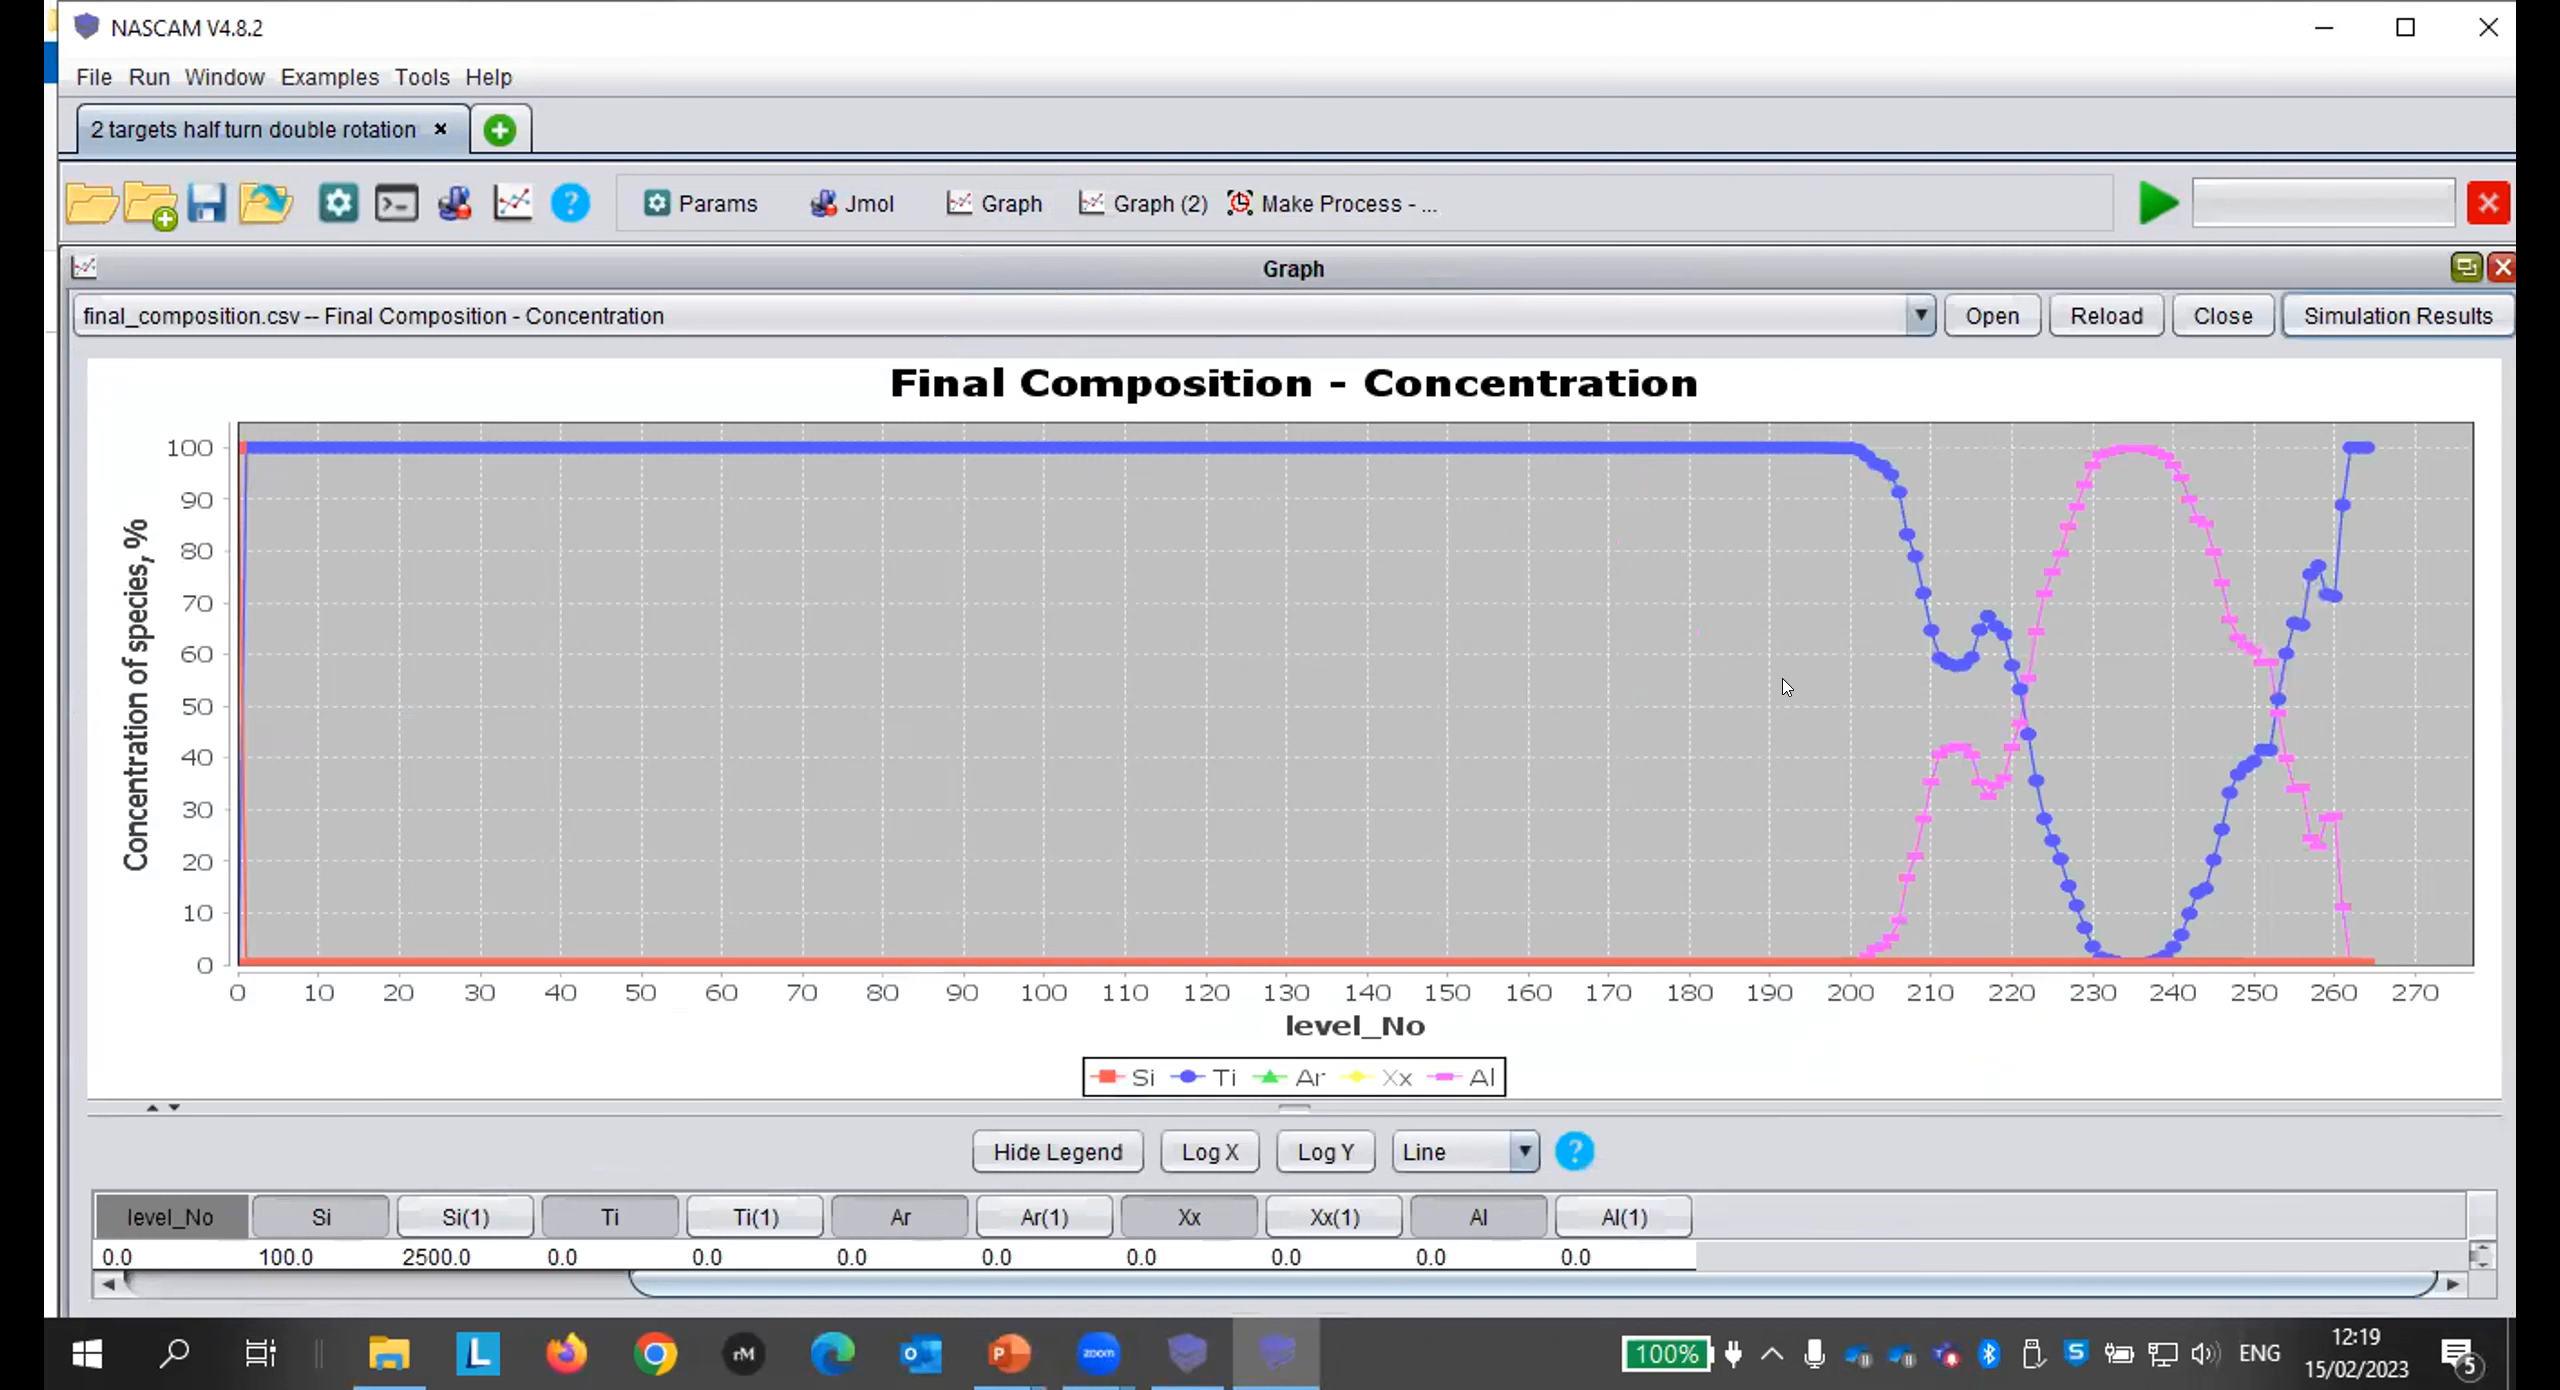 NASCAM V4.8.2
File Run Window Examples Tools Help
2 targets half turn double rotation
Params Jmol Graph Graph (2) Make Process - ...
Graph
final_composition.csv -- Final Composition - Concentration Open Reload Close Simulation Results
Final Composition - Concentration
Concentration of species, %
100
90
80
70
60
50
40
30
20
10
0
0 10 20 30 40 50 60 70 80 90 100 110 120 130 140 150 160 170 180 190 200 210 220 230 240 250 260 270
level_No
Si Ti Ar Xx Al
Hide Legend Log X Log Y Line ?
level_No Si Si(1) Ti Ti(1) Ar Ar(1) Xx Xx(1) Al Al(1)
0.0 100.0 2500.0 0.0 0.0 0.0 0.0 0.0 0.0 0.0 0.0
L rM P zoom 100% S ENG 12:19
15/02/2023 5